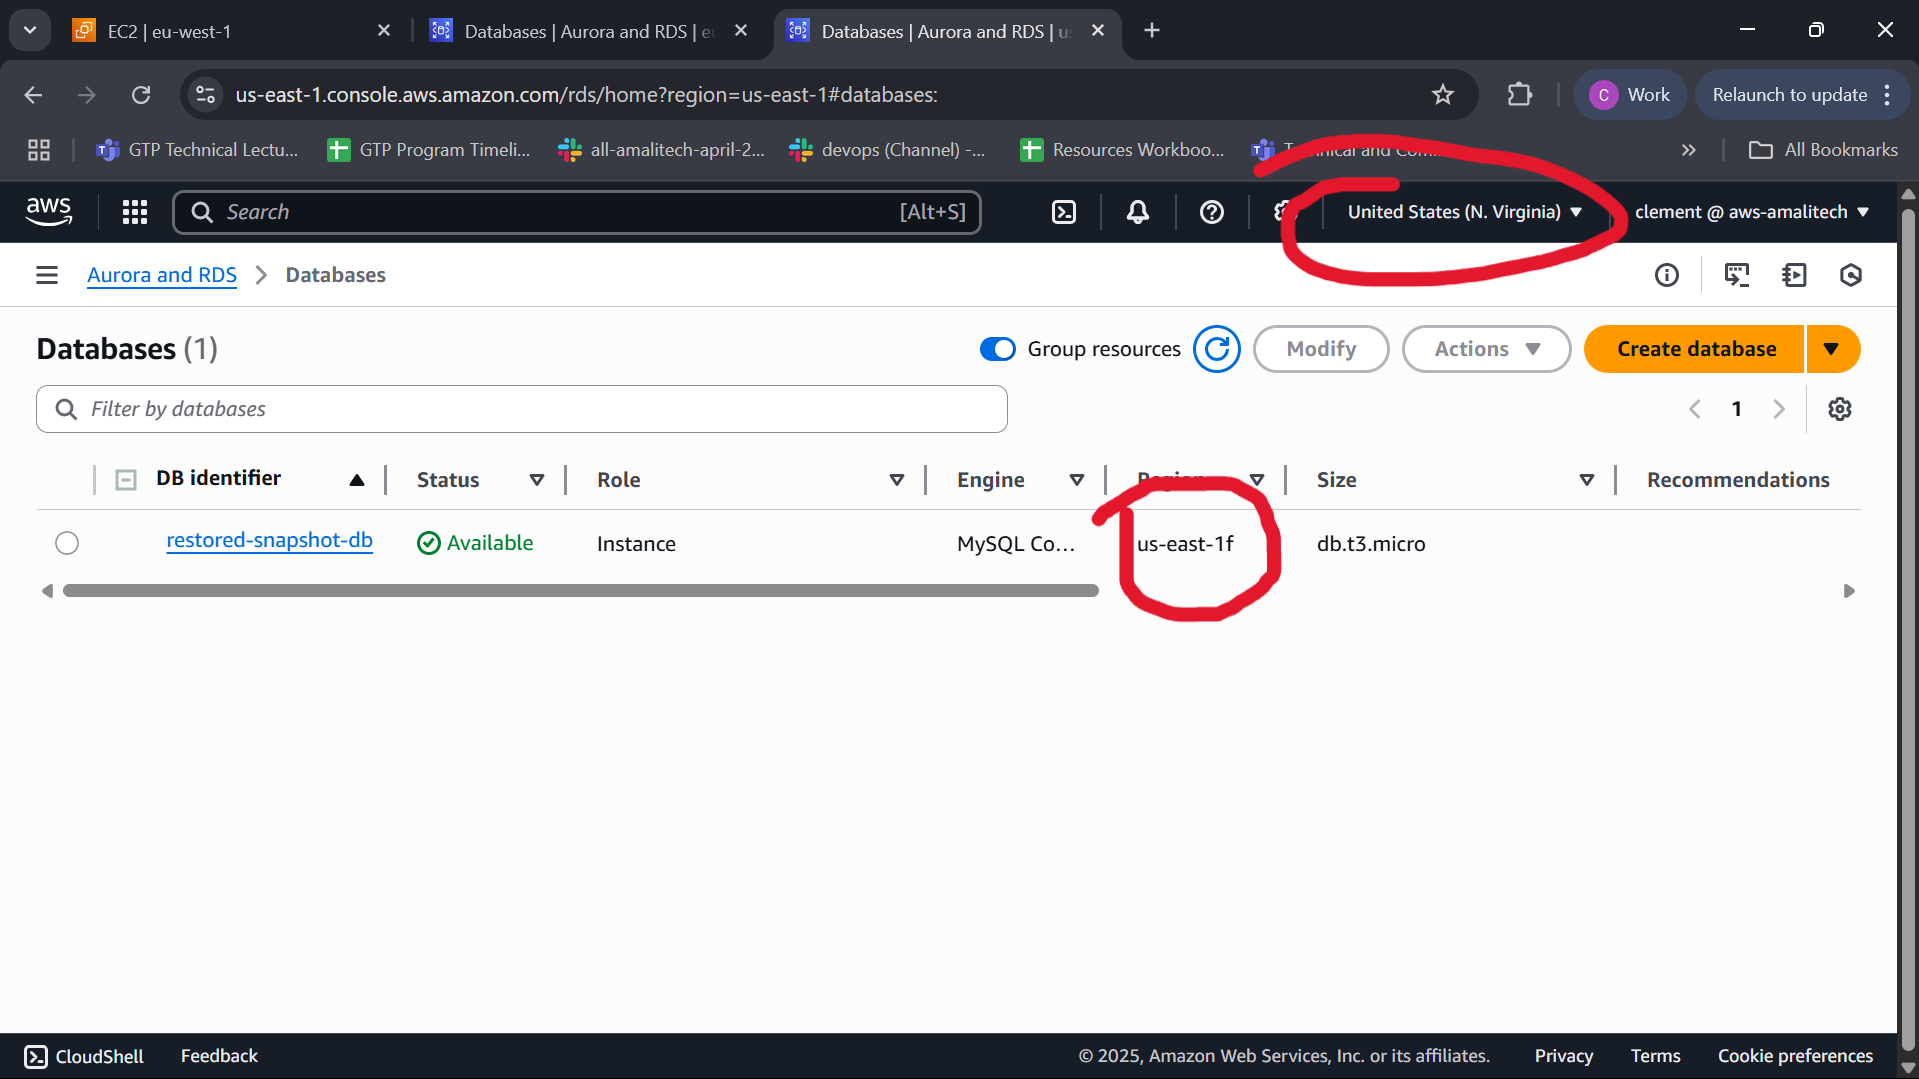 EC2 | eu-west-1
Databases | Aurora and RDS | eu
Databases | Aurora and RDS | us
us-east-1.console.aws.amazon.com/rds/home?region=us-east-1#databases:
C Work
Relaunch to update
GTP Technical Lectu...
GTP Program Timeli...
all-amalitech-april-2...
devops (Channel) -...
Resources Workboo...
Technical and Com...
All Bookmarks
aws
Search
[Alt+S]
United States (N. Virginia)
clement @ aws-amalitech
Aurora and RDS > Databases
Databases (1)
Group resources
Modify
Actions
Create database
Filter by databases
1
DB identifier Status Role Engine Region Size Recommendations
restored-snapshot-db Available Instance MySQL Co... us-east-1f db.t3.micro
CloudShell Feedback © 2025, Amazon Web Services, Inc. or its affiliates. Privacy Terms Cookie preferences